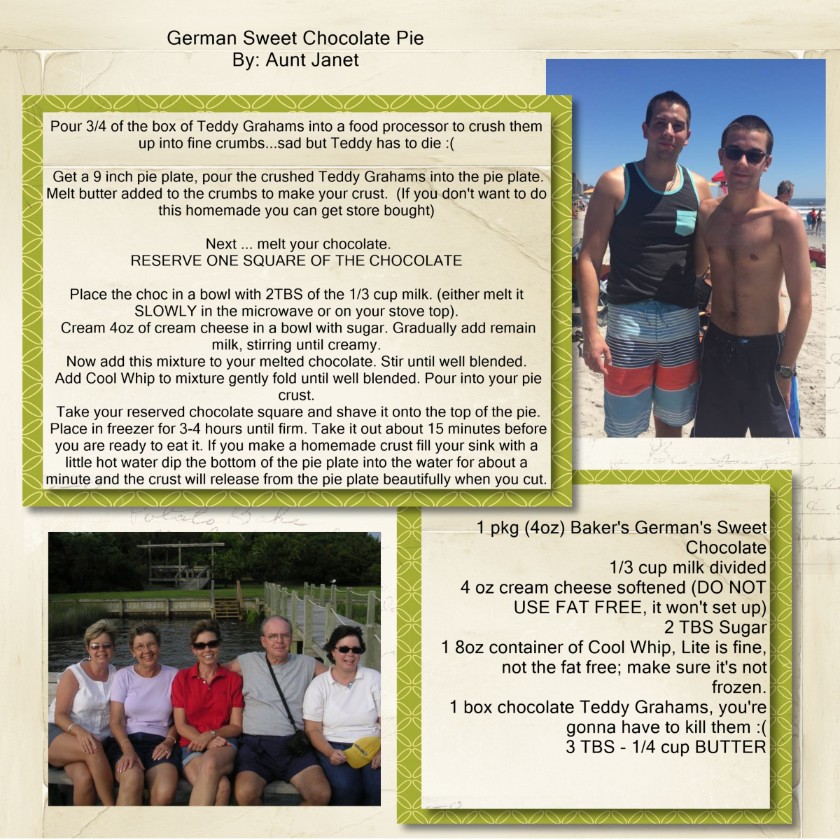 German Sweet Chocolate Pie
By: Aunt Janet
Pour 3/4 of the box of Teddy Grahams into a food processor to crush them
up into fine crumbs...sad but Teddy has to die :(
Get a 9 inch pie plate, pour the crushed Teddy Grahams into the pie plate.
Melt butter added to the crumbs to make your crust. (If you don't want to do
this homemade you can get store bought)
Next ... melt your chocolate.
RESERVE ONE SQUARE OF THE CHOCOLATE
Place the choc in a bowl with 2TBS of the 1/3 cup milk. (either melt it
SLOWLY in the microwave or on your stove top).
Cream 4oz of cream cheese in a bowl with sugar. Gradually add remain
milk, stirring until creamy.
Now add this mixture to your melted chocolate. Stir until well blended.
Add Cool Whip to mixture gently fold until well blended. Pour into your pie
crust.
Take your reserved chocolate square and shave it onto the top of the pie.
Place in freezer for 3-4 hours until firm. Take it out about 15 minutes before
you are ready to eat it. If you make a homemade crust fill your sink with a
little hot water dip the bottom of the pie plate into the water for about a
minute and the crust will release from the pie plate beautifully when you cut.
1 pkg (4oz) Baker's German's Sweet
Chocolate
1/3 cup milk divided
4 oz cream cheese softened (DO NOT
USE FAT FREE, it won't set up)
2 TBS Sugar
1 8oz container of Cool Whip, Lite is fine,
not the fat free; make sure it's not
frozen.
1 box chocolate Teddy Grahams, you're
gonna have to kill them :(
3 TBS - 1/4 cup BUTTER